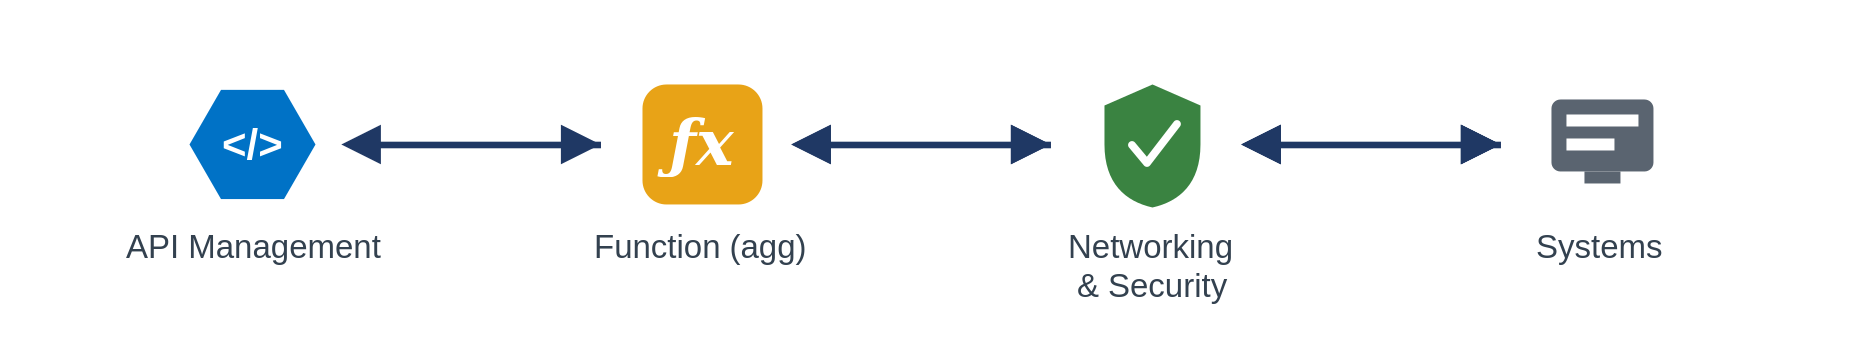 </>
fx
API Management
Function (agg)
Networking
& Security
Systems